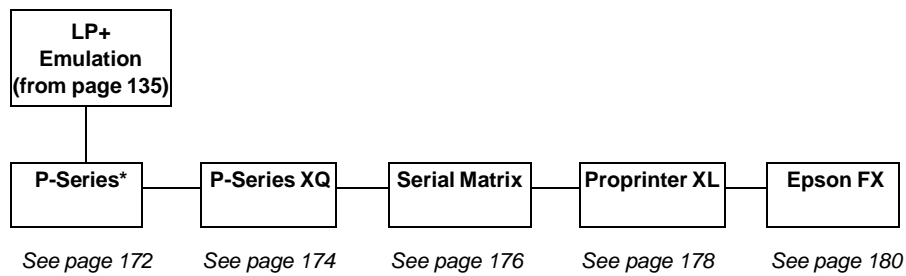 LP+
Emulation
(from page 135)
P-Series* P-Series XQ Serial Matrix Proprinter XL Epson FX
See page 172 See page 174 See page 176 See page 178 See page 180